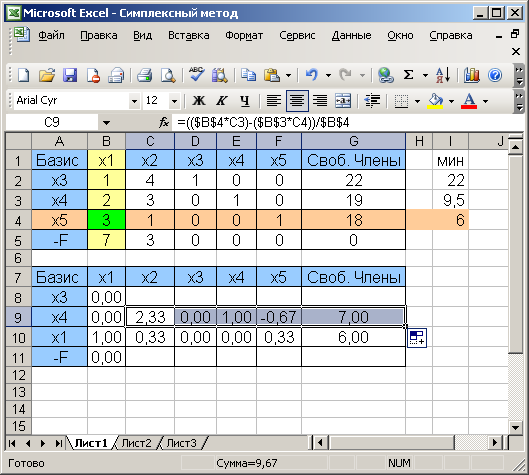 Microsoft Excel - Симплексный метод
Файл Правка Вид Вставка Формат Сервис Данные Окно Справка
Arial Cyr 12 Ж К Ч
C9 fx =(($B$4*C3)-($B$3*C4))/$B$4
A B C D E F G H I J
1 Базис x1 x2 x3 x4 x5 Своб. Члены мин
2 x3 1 4 1 0 0 22 22
3 x4 2 3 0 1 0 19 9,5
4 x5 3 1 0 0 1 18 6
5 -F 7 3 0 0 0 0
6
7 Базис x1 x2 x3 x4 x5 Своб. Члены
8 x3 0,00
9 x4 0,00 2,33 0,00 1,00 -0,67 7,00
10 x1 1,00 0,33 0,00 0,00 0,33 6,00
11 -F 0,00
12
13
14
15
Лист1 Лист2 Лист3
Готово Сумма=9,67 NUM